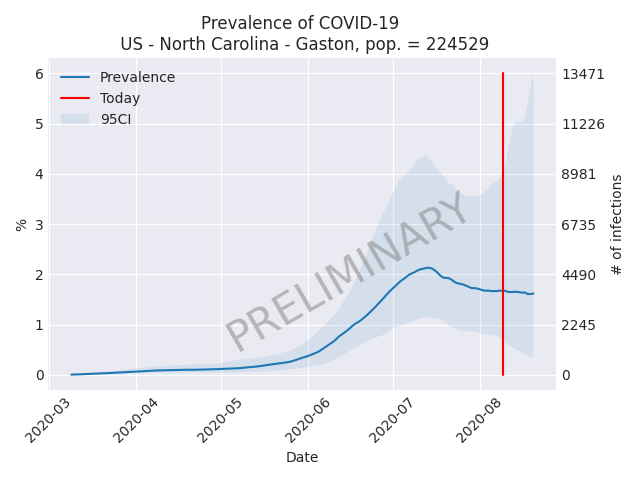 Prevalence of COVID-19
US - North Carolina - Gaston, pop. = 224529
Prevalence
Today
95CI
6
5
4
3
2
1
0
%
13471
11226
8981
6735
4490
2245
0
# of infections
PRELIMINARY
2020-03
2020-04
2020-05
2020-06
2020-07
2020-08
Date